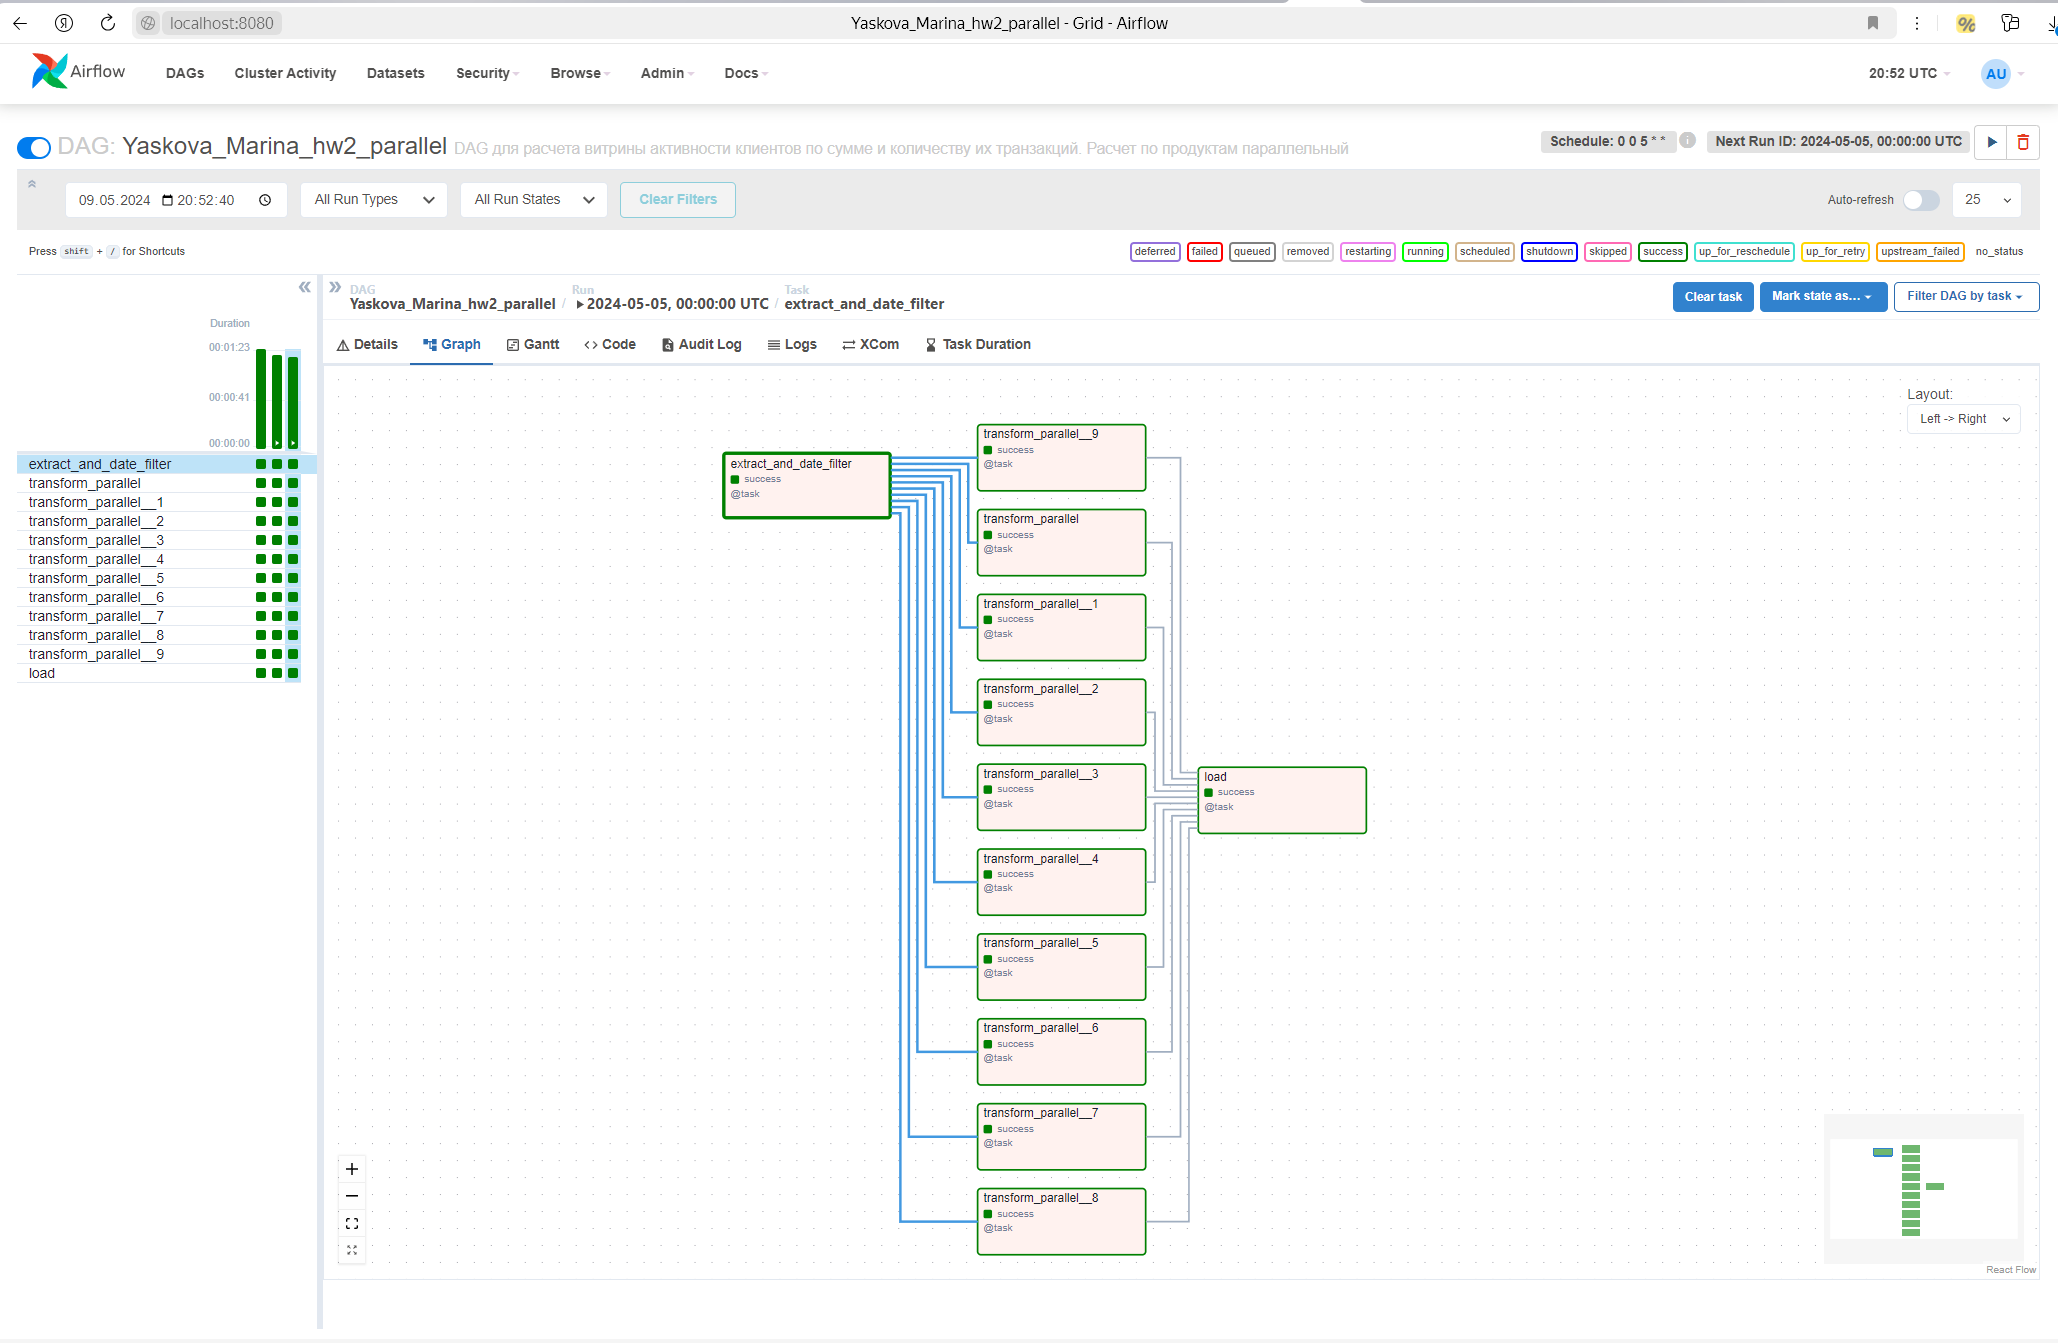 localhost:8080
Yaskova_Marina_hw2_parallel - Grid - Airflow
Airflow
DAGs
Cluster Activity
Datasets
Security
Browse
Admin
Docs
20:52 UTC
AU
DAG: Yaskova_Marina_hw2_parallel DAG для расчета витрины активности клиентов по сумме и количеству их транзакций. Расчет по продуктам параллельный
Schedule: 0 0 5 * *
Next Run ID: 2024-05-05, 00:00:00 UTC
09.05.2024 20:52:40
All Run Types
All Run States
Clear Filters
Auto-refresh
25
Press shift + / for Shortcuts
deferred
failed
queued
removed
restarting
running
scheduled
shutdown
skipped
success
up_for_reschedule
up_for_retry
upstream_failed
no_status
DAG
Yaskova_Marina_hw2_parallel /
Run
2024-05-05, 00:00:00 UTC /
Task
extract_and_date_filter
Clear task
Mark state as...
Filter DAG by task
Duration
00:01:23
00:00:41
00:00:00
extract_and_date_filter
transform_parallel
transform_parallel__1
transform_parallel__2
transform_parallel__3
transform_parallel__4
transform_parallel__5
transform_parallel__6
transform_parallel__7
transform_parallel__8
transform_parallel__9
load
Details
Graph
Gantt
Code
Audit Log
Logs
XCom
Task Duration
Layout:
Left -> Right
extract_and_date_filter
success
@task
transform_parallel__9
success
@task
transform_parallel
success
@task
transform_parallel__1
success
@task
transform_parallel__2
success
@task
transform_parallel__3
success
@task
transform_parallel__4
success
@task
transform_parallel__5
success
@task
transform_parallel__6
success
@task
transform_parallel__7
success
@task
transform_parallel__8
success
@task
load
success
@task
React Flow